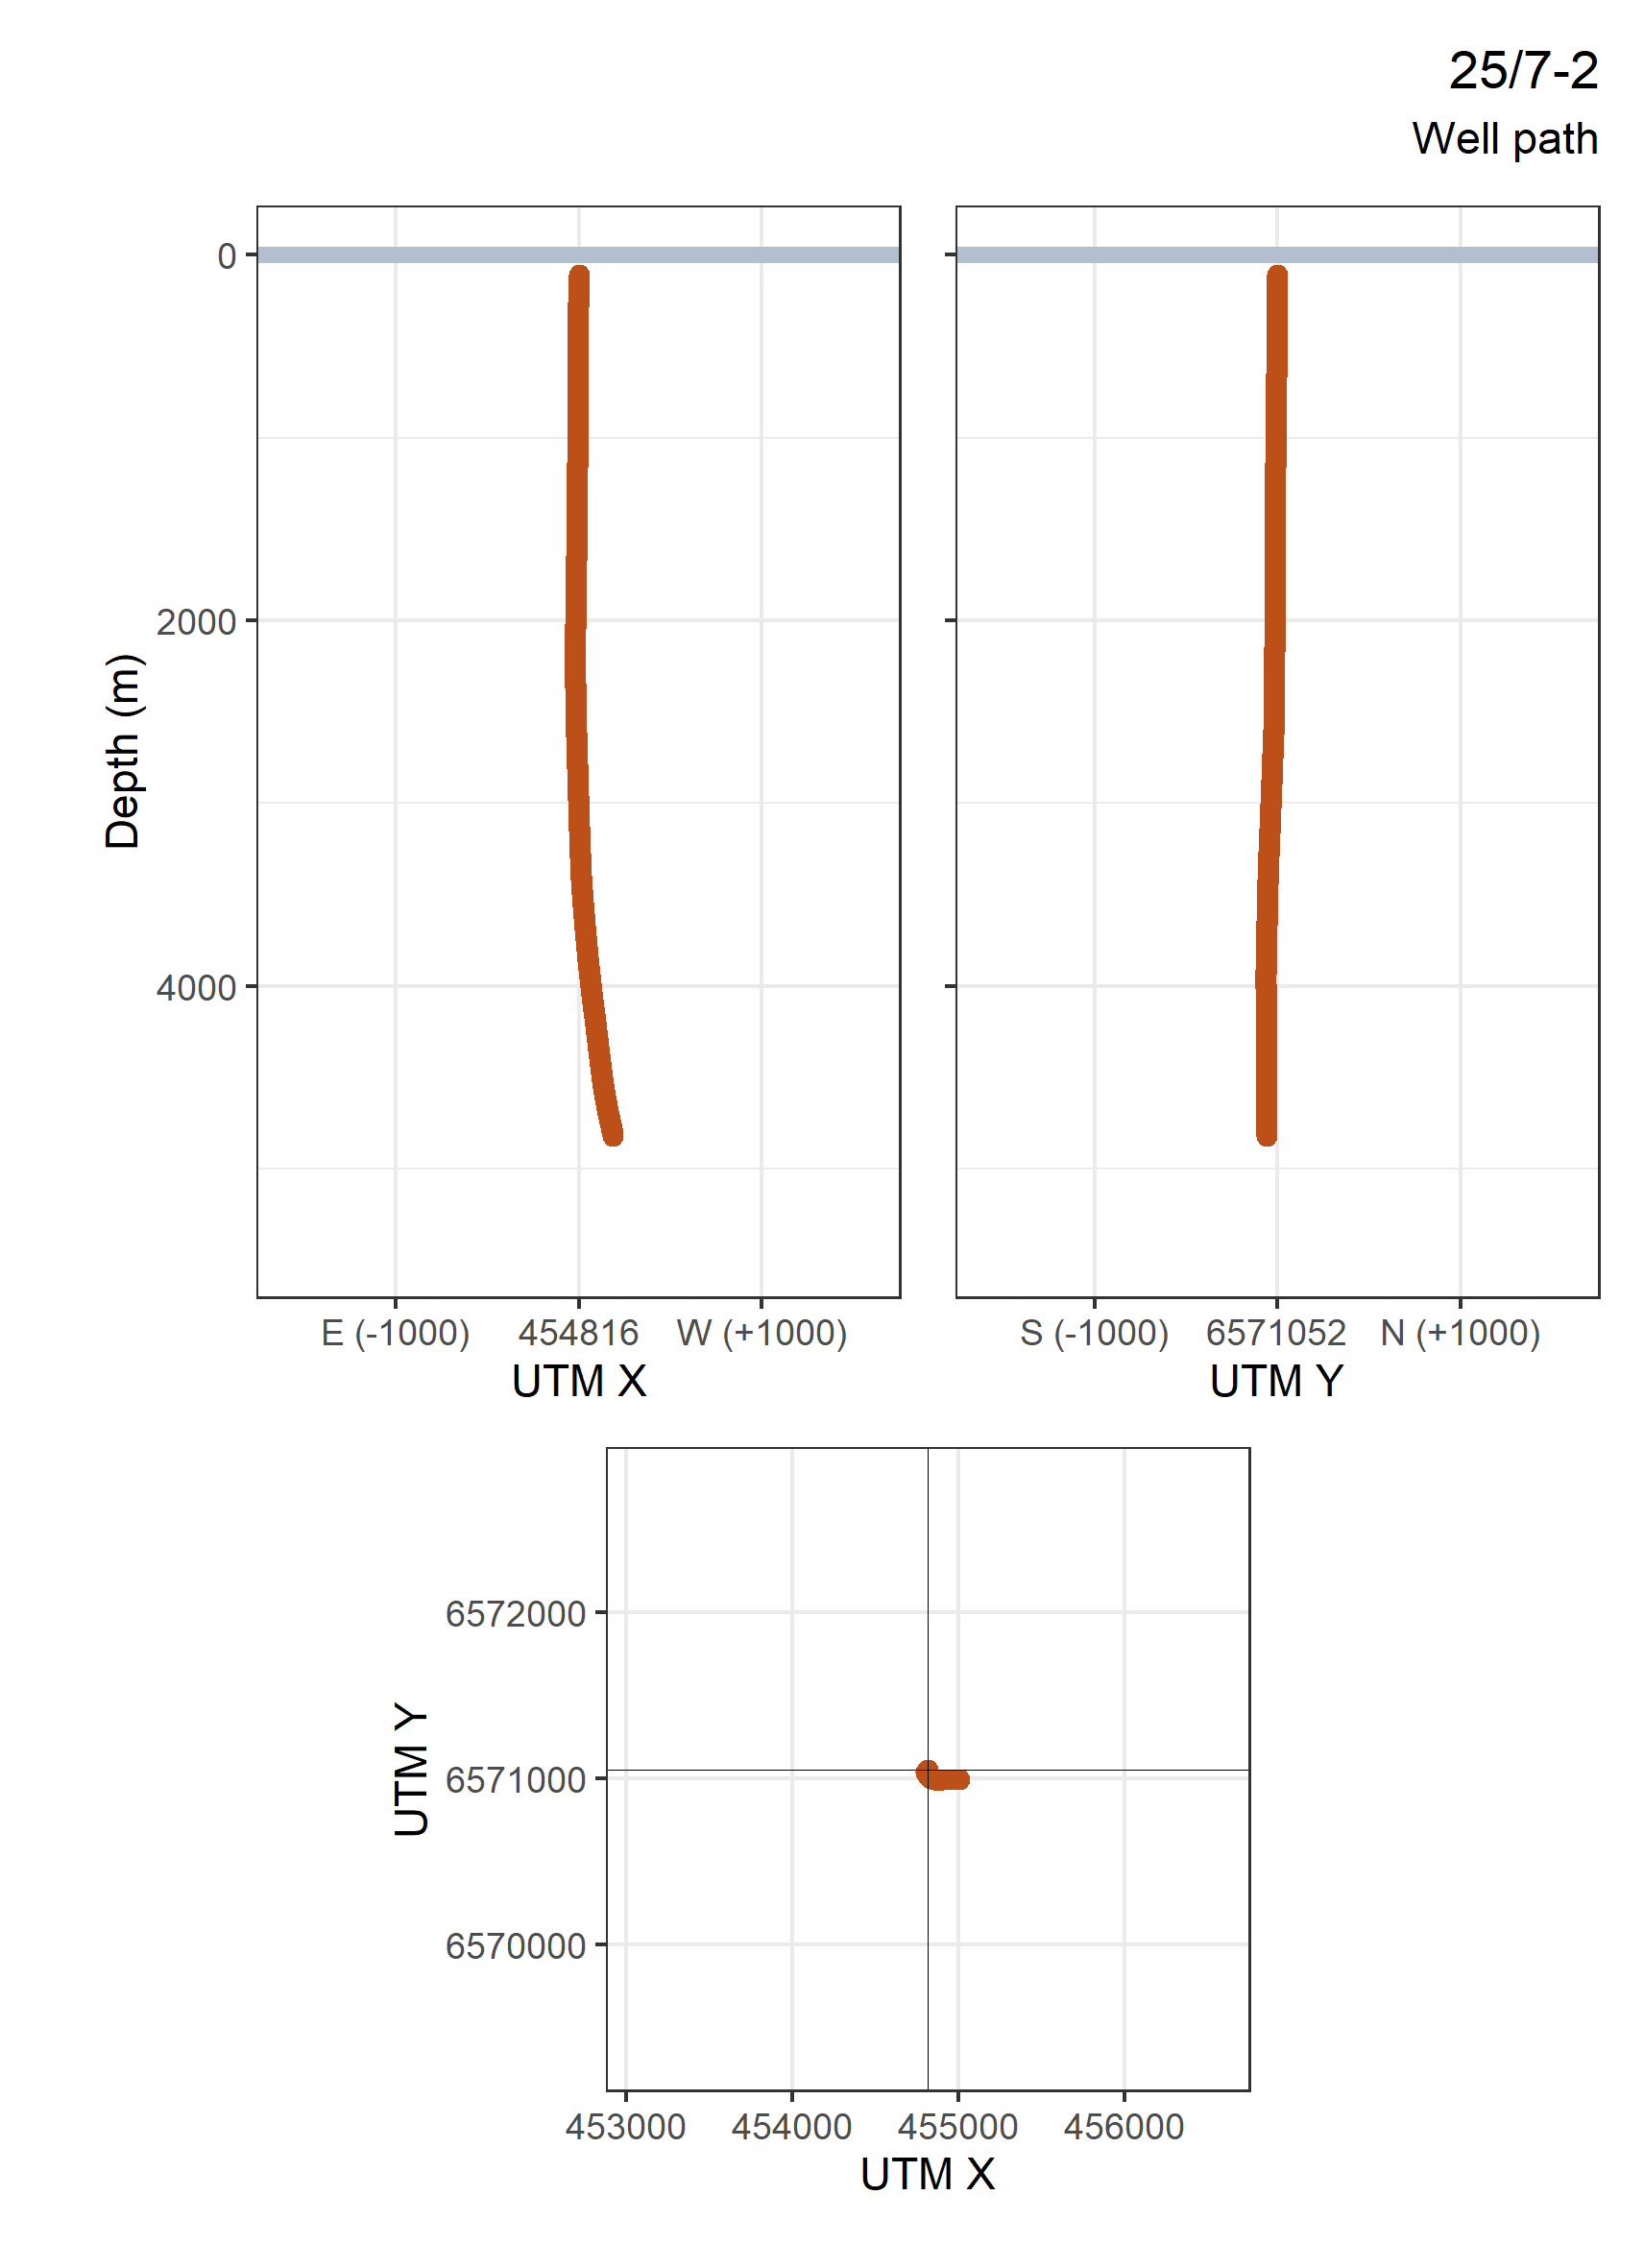 25/7-2
Well path
Depth (m)
0
2000
4000
E (-1000) 454816 W (+1000)
UTM X
S (-1000) 6571052 N (+1000)
UTM Y
UTM Y
6572000
6571000
6570000
453000 454000 455000 456000
UTM X